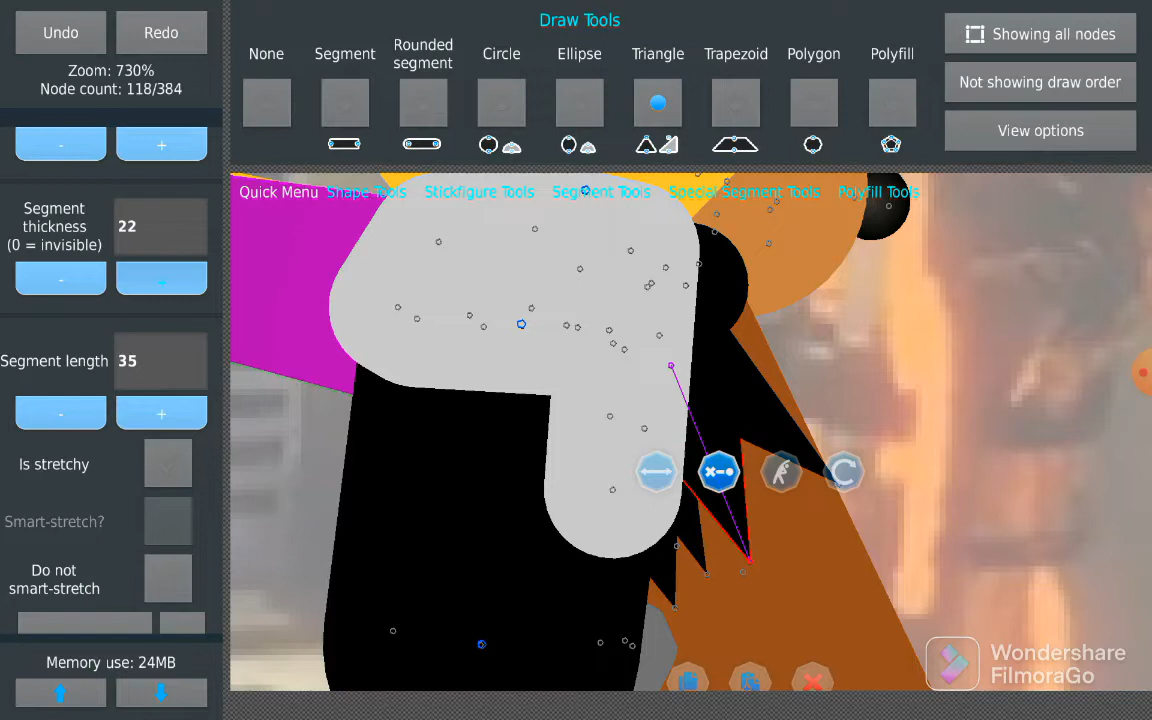 Undo
Redo
Zoom: 730%
Node count: 118/384
-
+
Segment
thickness
(0 = invisible)
22
-
Segment length
35
-
+
Is stretchy
Smart-stretch?
Do not
smart-stretch
Memory use: 24MB
Draw Tools
None
Segment
Rounded
segment
Circle
Ellipse
Triangle
Trapezoid
Polygon
Polyfill
Showing all nodes
Not showing draw order
View options
Quick Menu
Shape Tools
Stickfigure Tools
Segment Tools
Special Segment Tools
Polyfill Tools
Wondershare
FilmoraGo